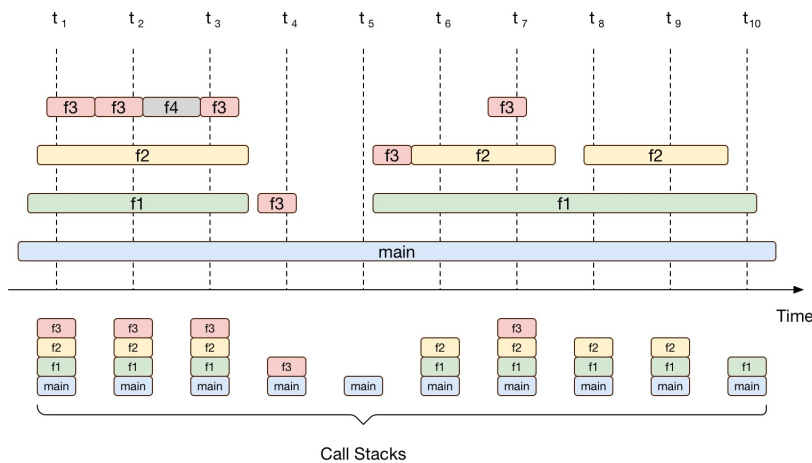 t1 t2 t3 t4 t5 t6 t7 t8 t9 t10
f3 f3 f4 f3 f3
f2 f3 f2 f2
f1 f3 f1
main
Time
f3 f3 f3 f3
f2 f2 f2 f2 f2 f2 f2
f1 f1 f1 f3 f1 f1 f1 f1 f1
main main main main main main main main main main
Call Stacks